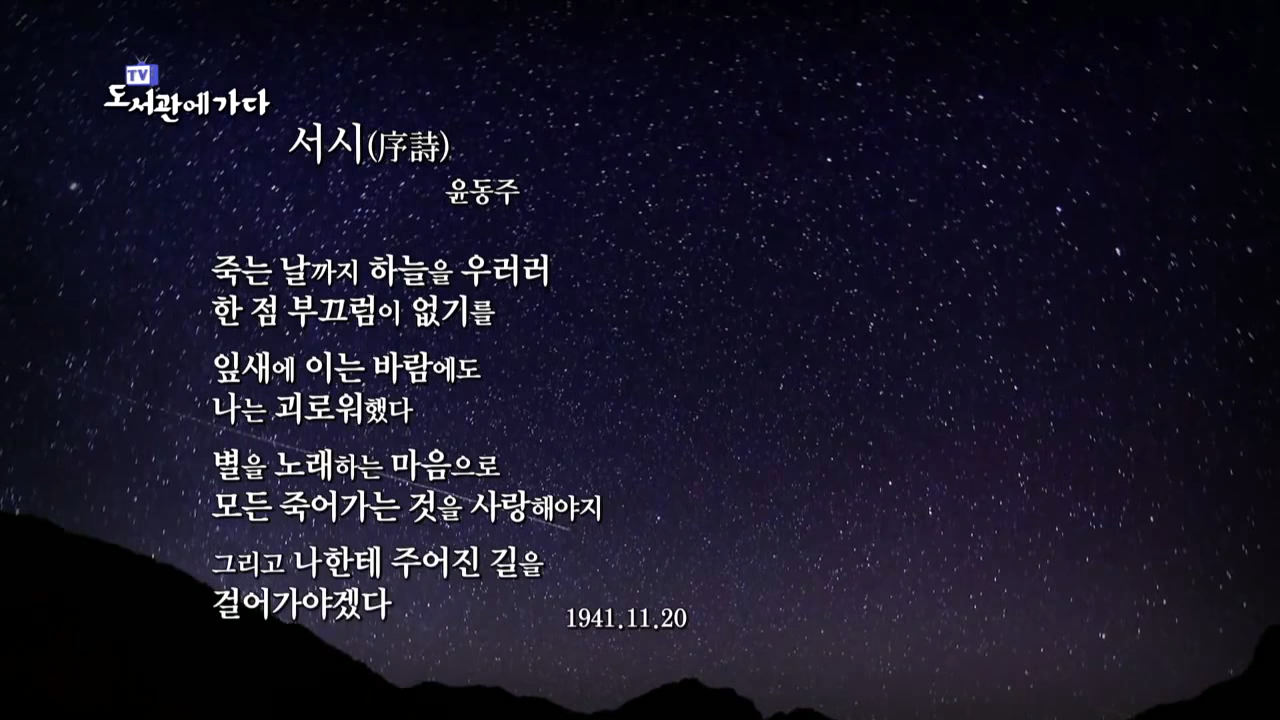 TV
도서관에가다
서시(序詩)
윤동주
죽는 날까지 하늘을 우러러
한 점 부끄럼이 없기를
잎새에 이는 바람에도
나는 괴로워했다
별을 노래하는 마음으로
모든 죽어가는 것을 사랑해야지
그리고 나한테 주어진 길을
걸어가야겠다
1941.11.20